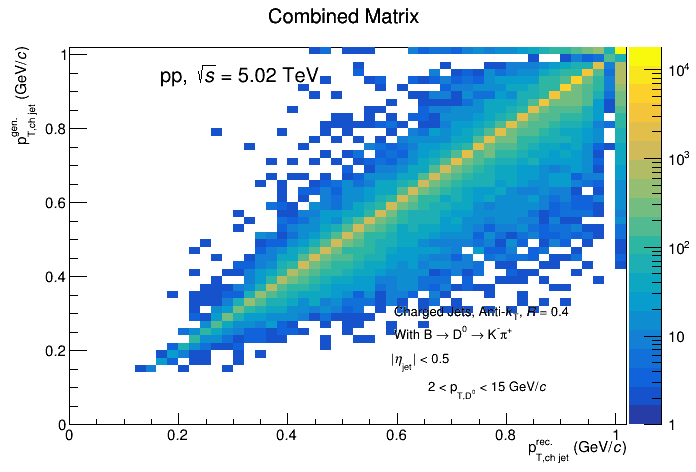 Combined Matrix
p^gen._T,ch jet (GeV/c)
pp, √s = 5.02 TeV
1
0.8
0.6
0.4
0.2
0
10^4
10^3
10^2
10
1
Charged Jets, Anti-k_T, R = 0.4
With B → D^0 → K^-π^+
|η_jet| < 0.5
2 < p_T,D^0 < 15 GeV/c
0 0.2 0.4 0.6 0.8 1
p^rec._T,ch jet (GeV/c)